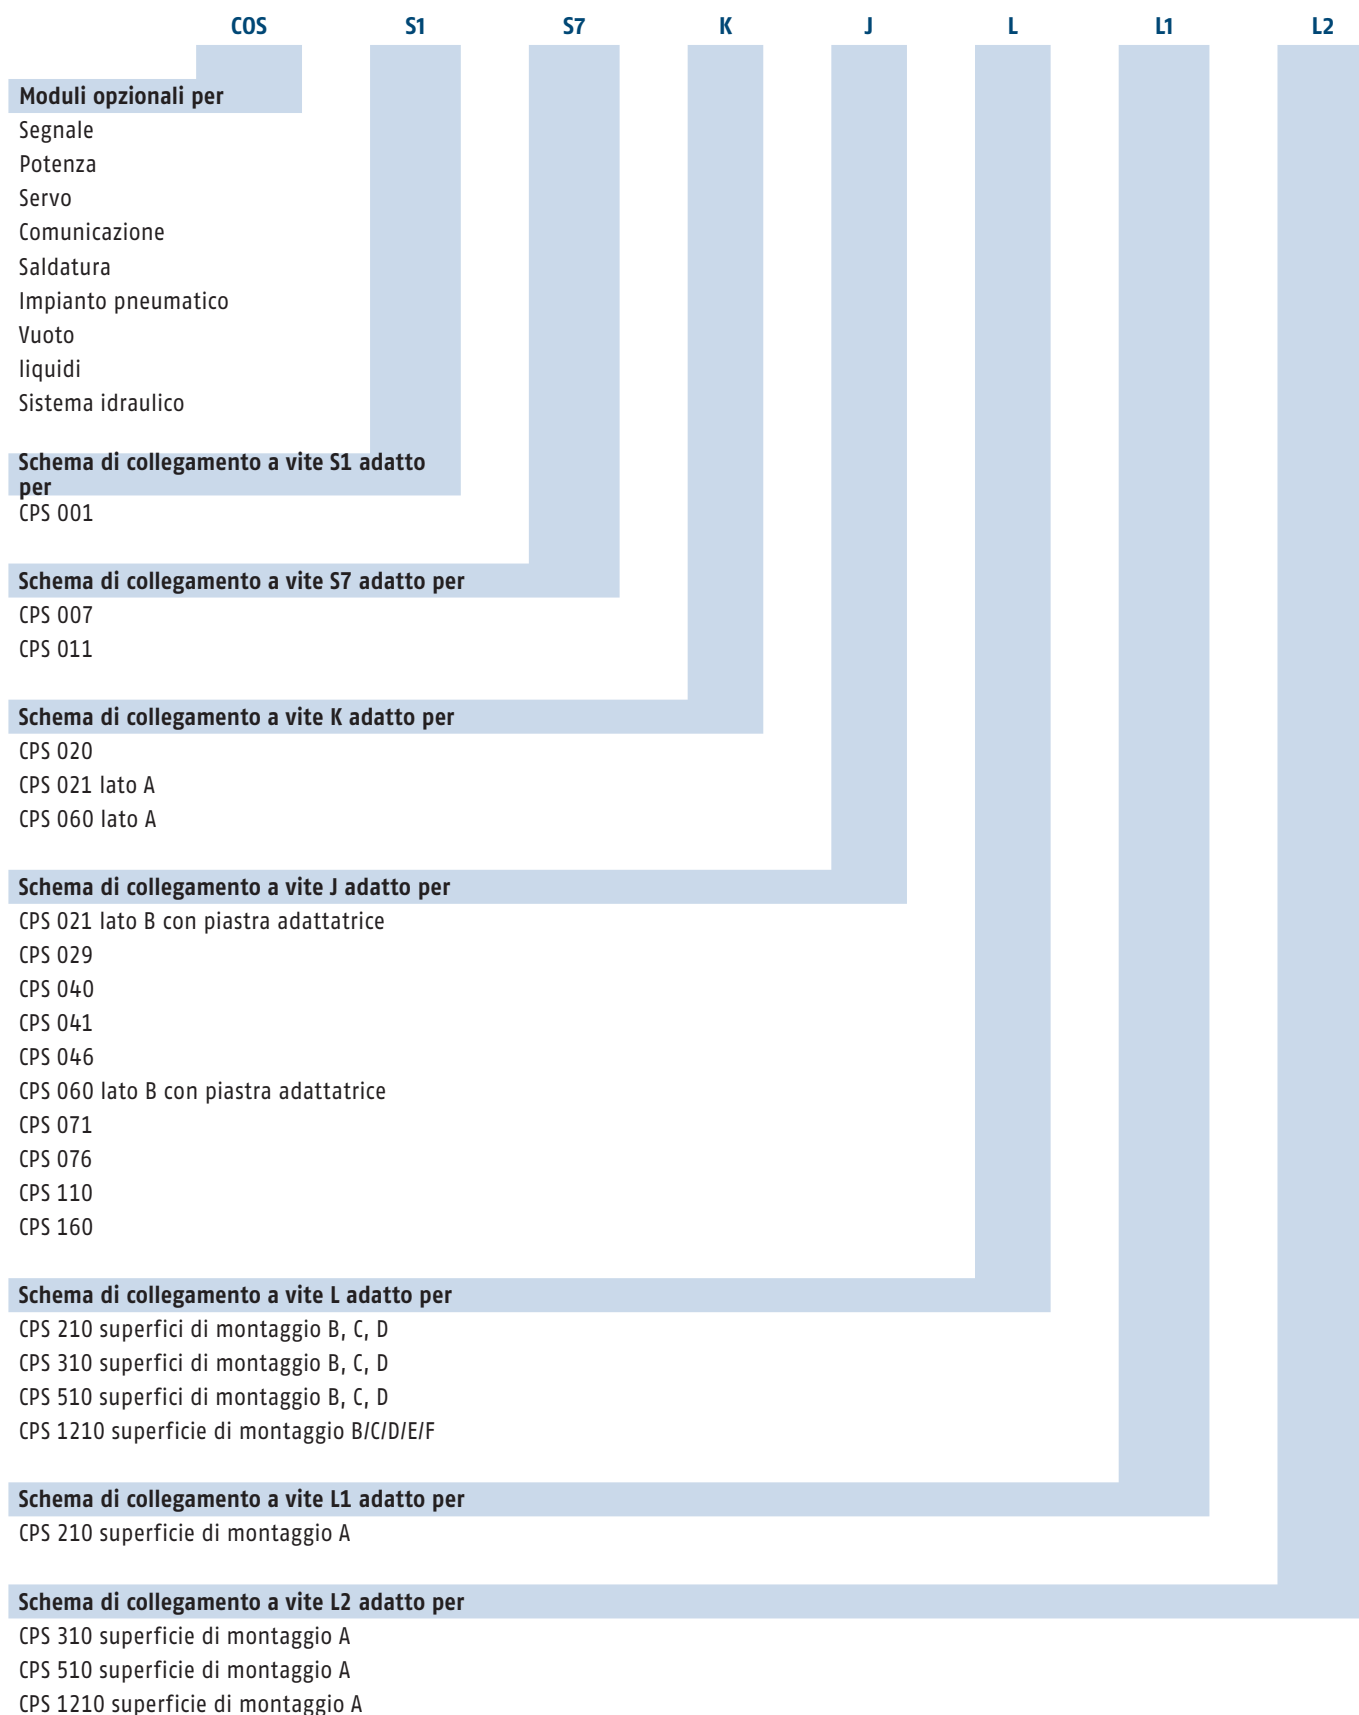 COS S1 S7 K J L L1 L2
Moduli opzionali per
Segnale
Potenza
Servo
Comunicazione
Saldatura
Impianto pneumatico
Vuoto
liquidi
Sistema idraulico
Schema di collegamento a vite S1 adatto
per
CPS 001
Schema di collegamento a vite S7 adatto per
CPS 007
CPS 011
Schema di collegamento a vite K adatto per
CPS 020
CPS 021 lato A
CPS 060 lato A
Schema di collegamento a vite J adatto per
CPS 021 lato B con piastra adattatrice
CPS 029
CPS 040
CPS 041
CPS 046
CPS 060 lato B con piastra adattatrice
CPS 071
CPS 076
CPS 110
CPS 160
Schema di collegamento a vite L adatto per
CPS 210 superfici di montaggio B, C, D
CPS 310 superfici di montaggio B, C, D
CPS 510 superfici di montaggio B, C, D
CPS 1210 superficie di montaggio B/C/D/E/F
Schema di collegamento a vite L1 adatto per
CPS 210 superficie di montaggio A
Schema di collegamento a vite L2 adatto per
CPS 310 superficie di montaggio A
CPS 510 superficie di montaggio A
CPS 1210 superficie di montaggio A